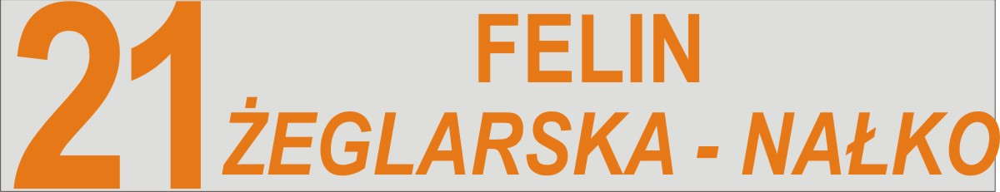 21
FELIN
ŻEGLARSKA - NAŁKO